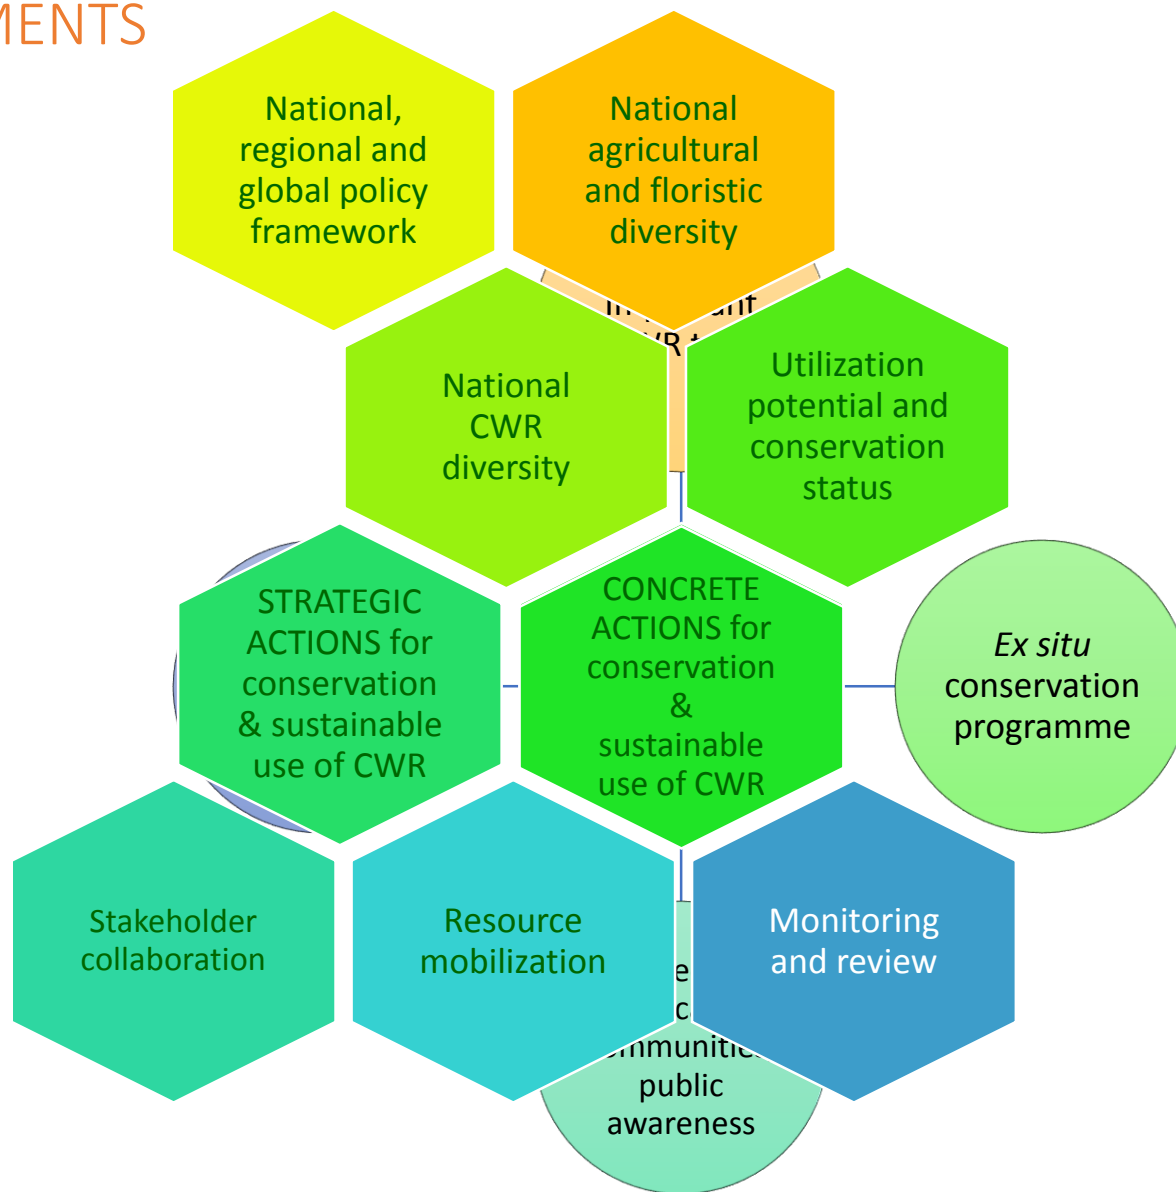 MENTS
National,
regional and
global policy
framework
National
agricultural
and floristic
diversity
National
CWR
diversity
Utilization
potential and
conservation
status
STRATEGIC
ACTIONS for
conservation
& sustainable
use of CWR
CONCRETE
ACTIONS for
conservation
&
sustainable
use of CWR
Ex situ
conservation
programme
Stakeholder
collaboration
Resource
mobilization
Monitoring
and review
public
awareness